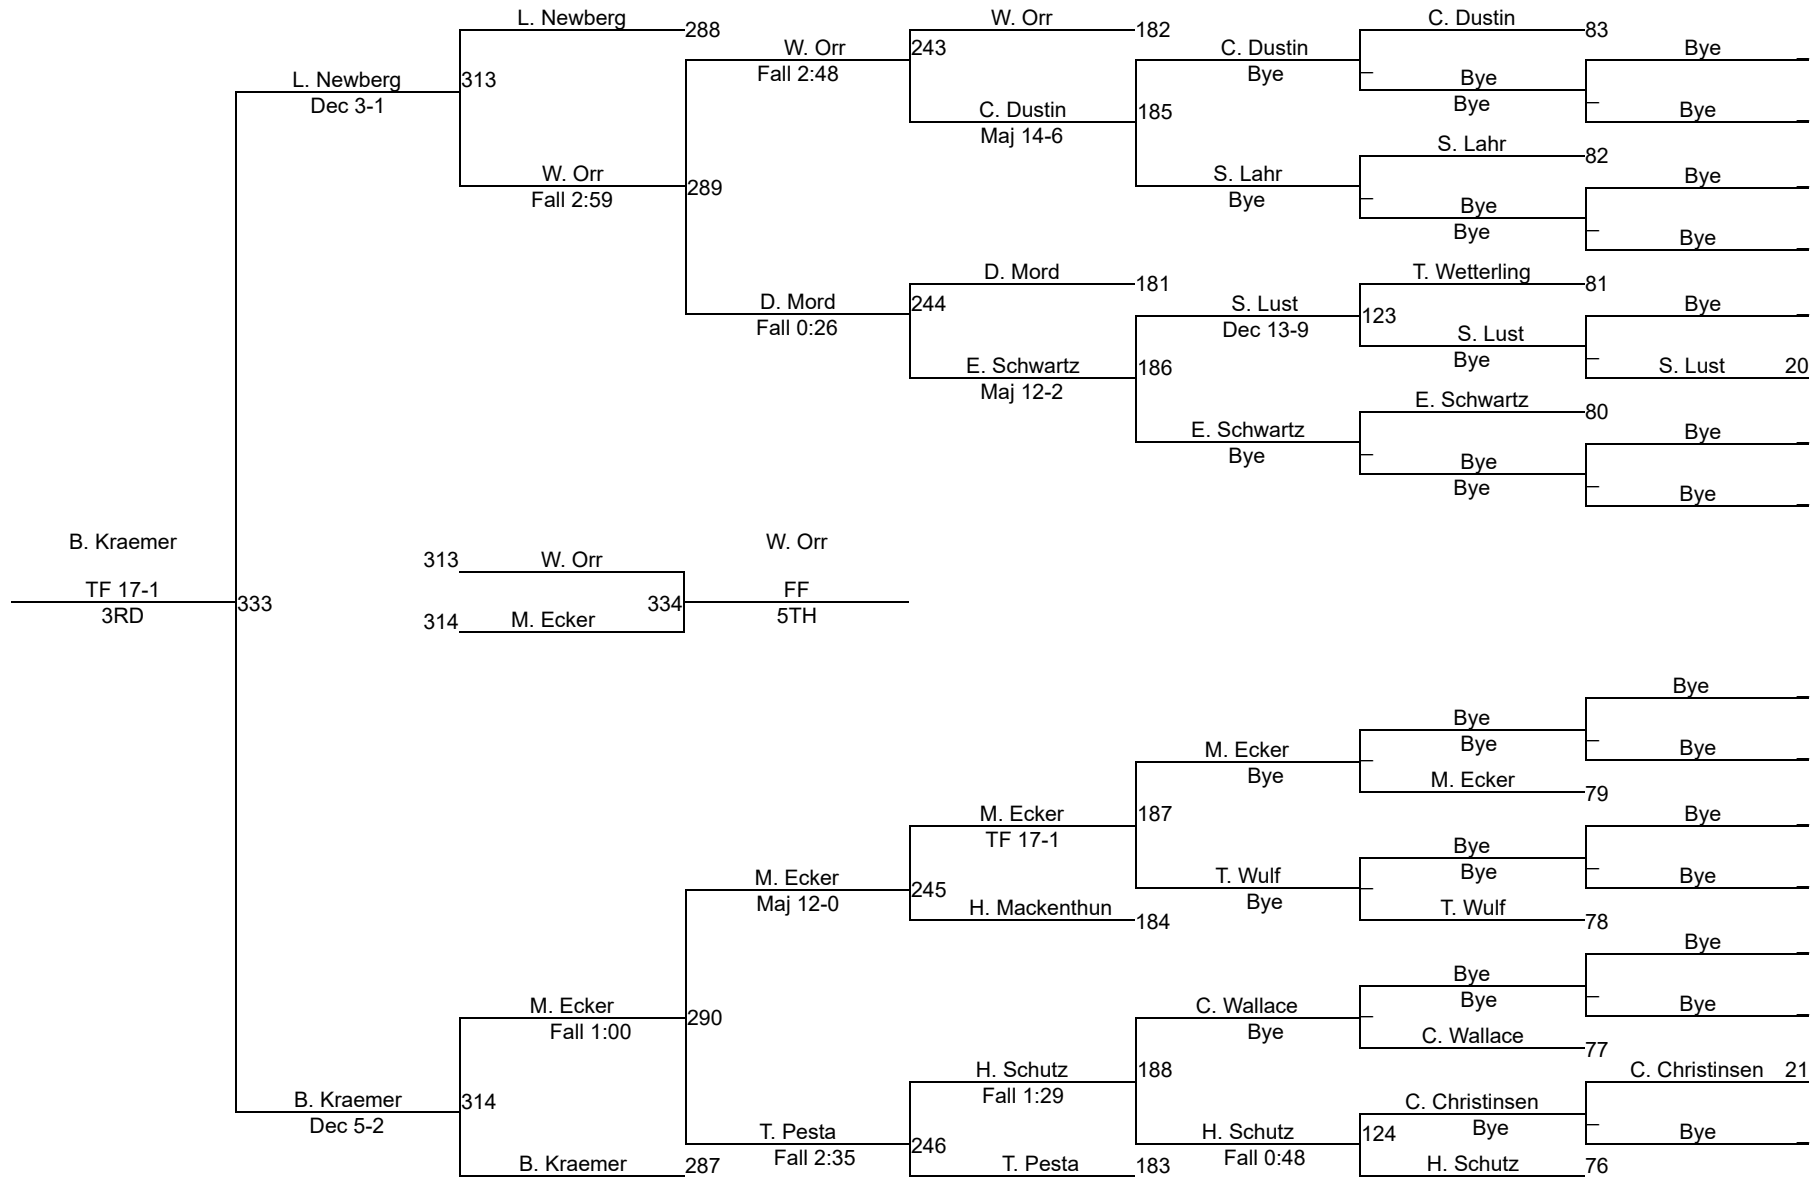 L. Newberg
288
W. Orr
182
C. Dustin
83
Bye
W. Orr
243
Fall 2:48
C. Dustin
Bye
L. Newberg
313
Dec 3-1
Bye
Bye
Bye
C. Dustin
185
Maj 14-6
S. Lahr
82
W. Orr
289
Fall 2:59
S. Lahr
Bye
Bye
Bye
Bye
Bye
D. Mord
181
T. Wetterling
81
D. Mord
244
Fall 0:26
S. Lust
123
Dec 13-9
Bye
S. Lust
Bye
E. Schwartz
186
Maj 12-2
S. Lust 20
E. Schwartz
80
E. Schwartz
Bye
Bye
Bye
Bye
Bye
B. Kraemer
W. Orr
313
W. Orr
TF 17-1
333
334
FF
3RD
314
M. Ecker
5TH
Bye
Bye
Bye
Bye
M. Ecker
Bye
M. Ecker
79
M. Ecker
187
TF 17-1
Bye
Bye
Bye
M. Ecker
245
Maj 12-0
T. Wulf
Bye
Bye
H. Mackenthun
184
T. Wulf
78
Bye
Bye
Bye
Bye
M. Ecker
290
Fall 1:00
C. Wallace
Bye
C. Wallace
77
H. Schutz
188
Fall 1:29
C. Christinsen 21
B. Kraemer
314
Dec 5-2
C. Christinsen
Bye
T. Pesta
246
Fall 2:35
H. Schutz
124
Fall 0:48
Bye
B. Kraemer
287
T. Pesta
183
H. Schutz
76